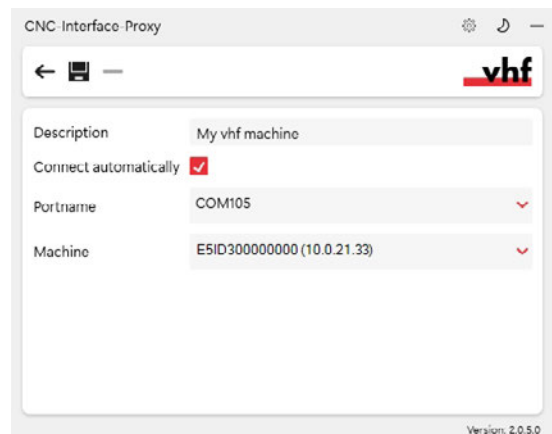 CNC-Interface-Proxy
vhf
Description My vhf machine
Connect automatically
Portname COM105
Machine E5ID300000000 (10.0.21.33)
Version: 2.0.5.0